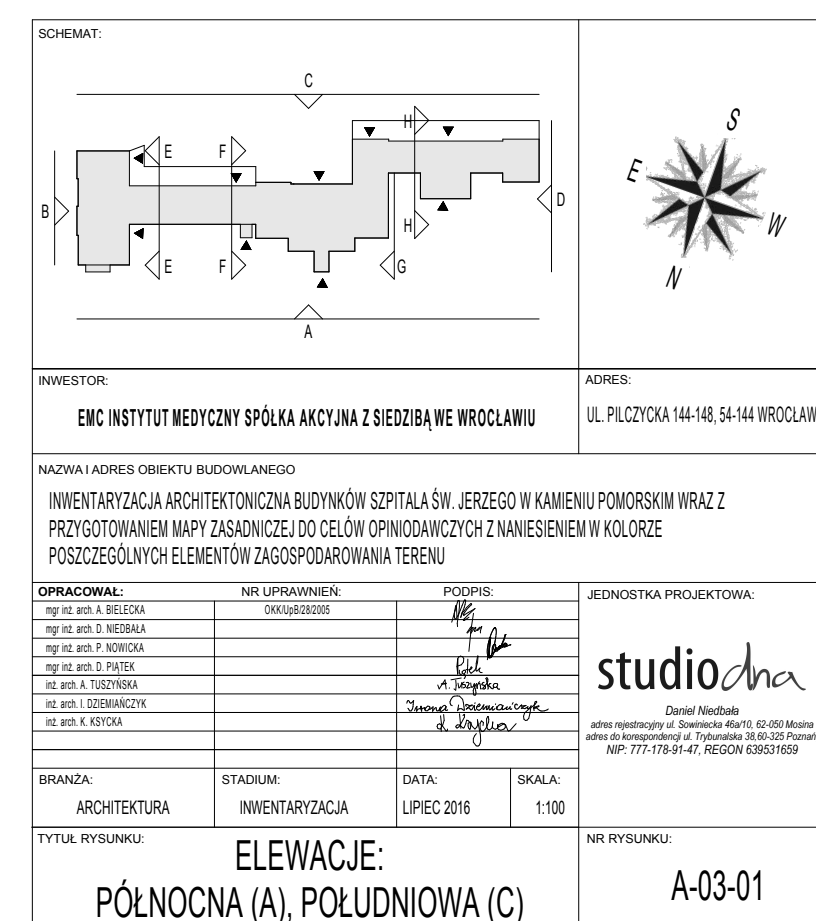 SCHEMAT:
C
S
H
E
F
E
B
D
W
H
E
F
G
N
A
INWESTOR:
ADRES:
EMC INSTYTUT MEDYCZNY SPÓŁKA AKCYJNA Z SIEDZIBĄ WE WROCŁAWIU
UL. PILCZYCKA 144-148, 54-144 WROCŁAW
NAZWA I ADRES OBIEKTU BUDOWLANEGO
INWENTARYZACJA ARCHITEKTONICZNA BUDYNKÓW SZPITALA ŚW. JERZEGO W KAMIENIU POMORSKIM WRAZ Z
PRZYGOTOWANIEM MAPY ZASADNICZEJ DO CELÓW OPINIODAWCZYCH Z NANIESIENIEM W KOLORZE
POSZCZEGÓLNYCH ELEMENTÓW ZAGOSPODAROWANIA TERENU
OPRACOWAŁ: NR UPRAWNIEŃ: PODPIS:
mgr inż. arch. A. BIELECKA OKK/UpB/28/2005
mgr inż. arch. D. NIEDBAŁA
mgr inż. arch. P. NOWICKA
mgr inż. arch. D. PIĄTEK Piątek
inż. arch. A. TUSZYŃSKA A. Tuszyńska
inż. arch. I. DZIEMIAŃCZYK Iwona Dziemiańczyk
inż. arch. K. KSYCKA K Ksycka
JEDNOSTKA PROJEKTOWA:
studio dna
Daniel Niedbała
adres rejestracyjny ul. Sowiniecka 46a/10, 62-050 Mosina
adres do korespondencji ul. Trybunalska 38,60-325 Poznań
NIP: 777-178-91-47, REGON 639531659
BRANŻA: STADIUM: DATA: SKALA:
ARCHITEKTURA INWENTARYZACJA LIPIEC 2016 1:100
TYTUŁ RYSUNKU:
NR RYSUNKU:
ELEWACJE:
PÓŁNOCNA (A), POŁUDNIOWA (C)
A-03-01